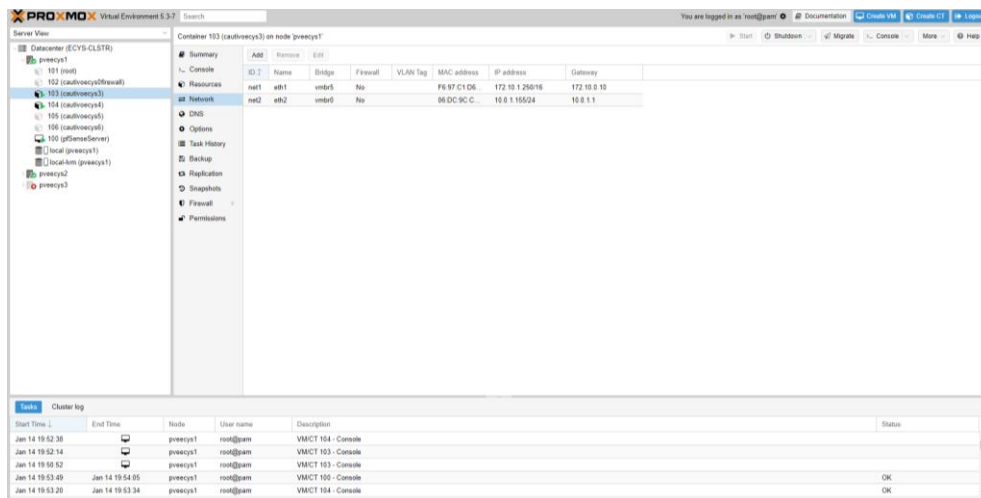 PROXMOX Virtual Environment 5.3-7 Search You are logged in as 'root@pam' Documentation Create VM Create CT Logout
Server View
Container 103 (cautivoecys3) on node 'pveecys1' Start Shutdown Migrate >_ Console More Help
Datacenter (ECYS-CLSTR)
pveecys1
101 (root)
102 (cautivoecys0firewall)
103 (cautivoecys3)
104 (cautivoecys4)
105 (cautivoecys5)
106 (cautivoecys6)
100 (pfSenseServer)
local (pveecys1)
local-lvm (pveecys1)
pveecys2
pveecys3
Summary
>_ Console
Resources
Network
DNS
Options
Task History
Backup
Replication
Snapshots
Firewall
Permissions
Add Remove Edit
ID Name Bridge Firewall VLAN Tag MAC address IP address Gateway
net1 eth1 vmbr5 No F6:97:C1:D6... 172.10.1.250/16 172.10.0.10
net2 eth2 vmbr0 No 06:DC:9C:C... 10.8.1.155/24 10.8.1.1
Tasks Cluster log
Start Time End Time Node User name Description Status
Jan 14 19:52:38 pveecys1 root@pam VM/CT 104 - Console
Jan 14 19:52:14 pveecys1 root@pam VM/CT 103 - Console
Jan 14 19:50:52 pveecys1 root@pam VM/CT 103 - Console
Jan 14 19:53:49 Jan 14 19:54:05 pveecys1 root@pam VM/CT 100 - Console OK
Jan 14 19:53:20 Jan 14 19:53:34 pveecys1 root@pam VM/CT 104 - Console OK